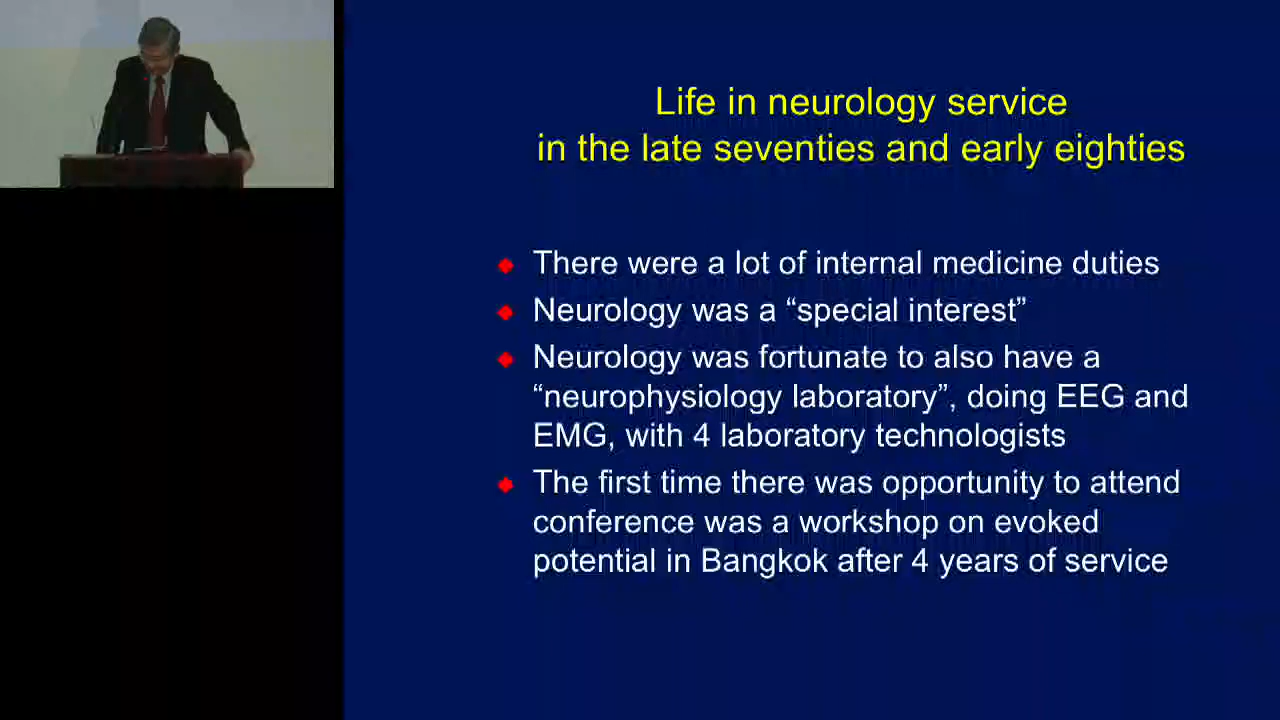 Life in neurology service
in the late seventies and early eighties
There were a lot of internal medicine duties
Neurology was a “special interest”
Neurology was fortunate to also have a
“neurophysiology laboratory”, doing EEG and
EMG, with 4 laboratory technologists
The first time there was opportunity to attend
conference was a workshop on evoked
potential in Bangkok after 4 years of service